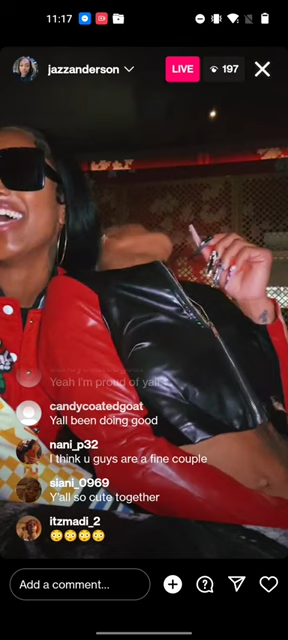 11:17
jazzanderson
LIVE
197
Yeah I'm proud of yall
candycoatedgoat
Yall been doing good
nani_p32
I think u guys are a fine couple
siani_0969
Y'all so cute together
itzmadi_2
😳😳😳😳
Add a comment...